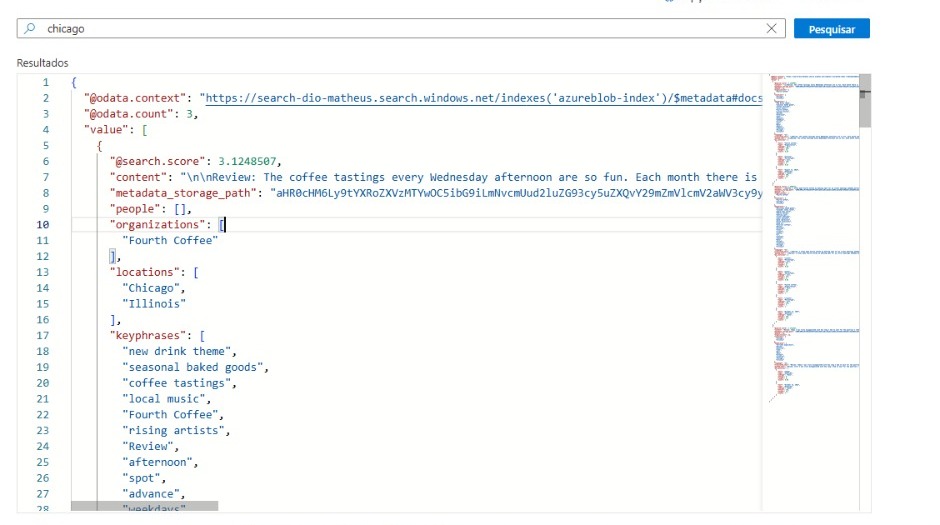 chicago
Pesquisar
Resultados
1 {
2 "@odata.context": "https://search-dio-matheus.search.windows.net/indexes('azureblob-index')/$metadata#docs
3 "@odata.count": 3,
4 "value": [
5 {
6 "@search.score": 3.1248507,
7 "content": "\n\nReview: The coffee tastings every Wednesday afternoon are so fun. Each month there is
8 "metadata_storage_path":
9 "people": [],
10 "organizations": [
11 "Fourth Coffee"
12 ],
13 "locations": [
14 "Chicago",
15 "Illinois"
16 ],
17 "keyphrases": [
18 "new drink theme",
19 "seasonal baked goods",
20 "coffee tastings",
21 "local music",
22 "Fourth Coffee",
23 "rising artists",
24 "Review",
25 "afternoon",
26 "spot",
27 "advance",
28 "weekdays"